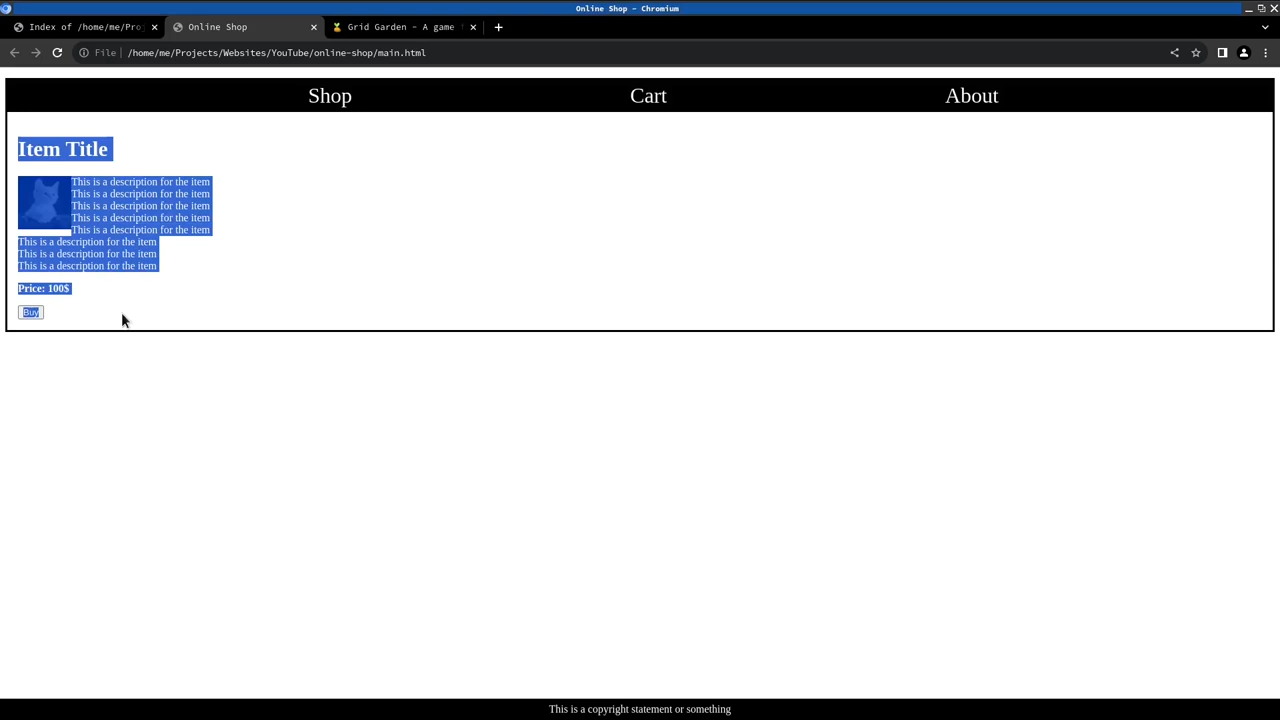 Online Shop - Chromium
Index of /home/me/Proj
Online Shop
Grid Garden - A game
File
/home/me/Projects/Websites/YouTube/online-shop/main.html
Shop
Cart
About
Item Title
This is a description for the item
This is a description for the item
This is a description for the item
This is a description for the item
This is a description for the item
This is a description for the item
This is a description for the item
This is a description for the item
Price: 100$
Buy
This is a copyright statement or something